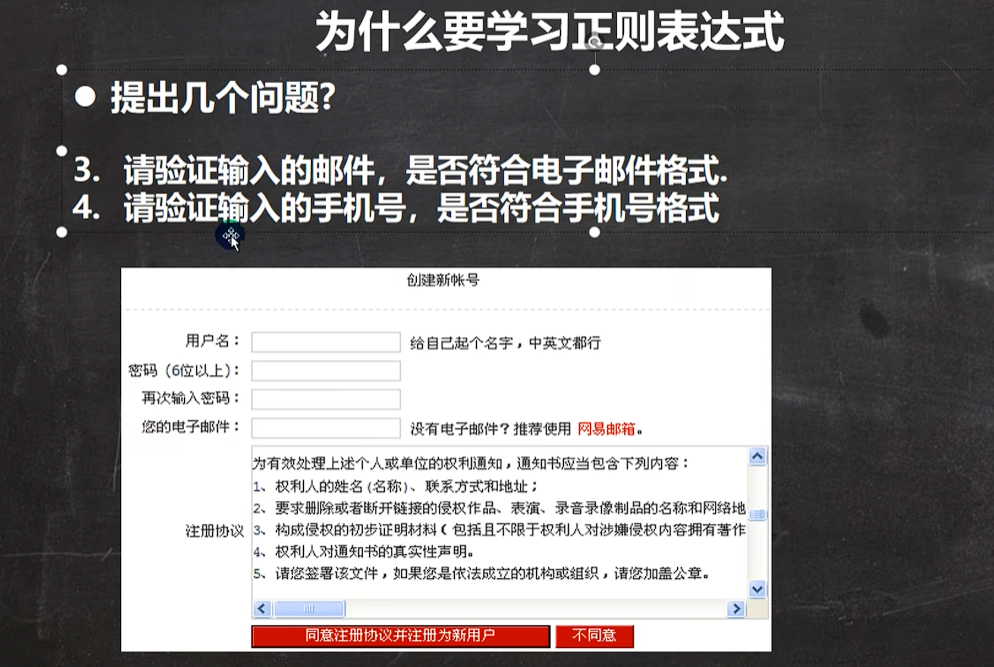 为什么要学习正则表达式
● 提出几个问题?
3. 请验证输入的邮件，是否符合电子邮件格式.
4. 请验证输入的手机号，是否符合手机号格式
创建新帐号
用户名： 给自己起个名字，中英文都行
密码（6位以上）：
再次输入密码：
您的电子邮件： 没有电子邮件？推荐使用 网易邮箱。
为有效处理上述个人或单位的权利通知，通知书应当包含下列内容：
1、权利人的姓名(名称)、联系方式和地址；
2、要求删除或者断开链接的侵权作品、表演、录音录像制品的名称和网络地
注册协议
3、构成侵权的初步证明材料（包括且不限于权利人对涉嫌侵权内容拥有著作
4、权利人对通知书的真实性声明。
5、请您签署该文件，如果您是依法成立的机构或组织，请您加盖公章。
同意注册协议并注册为新用户 不同意